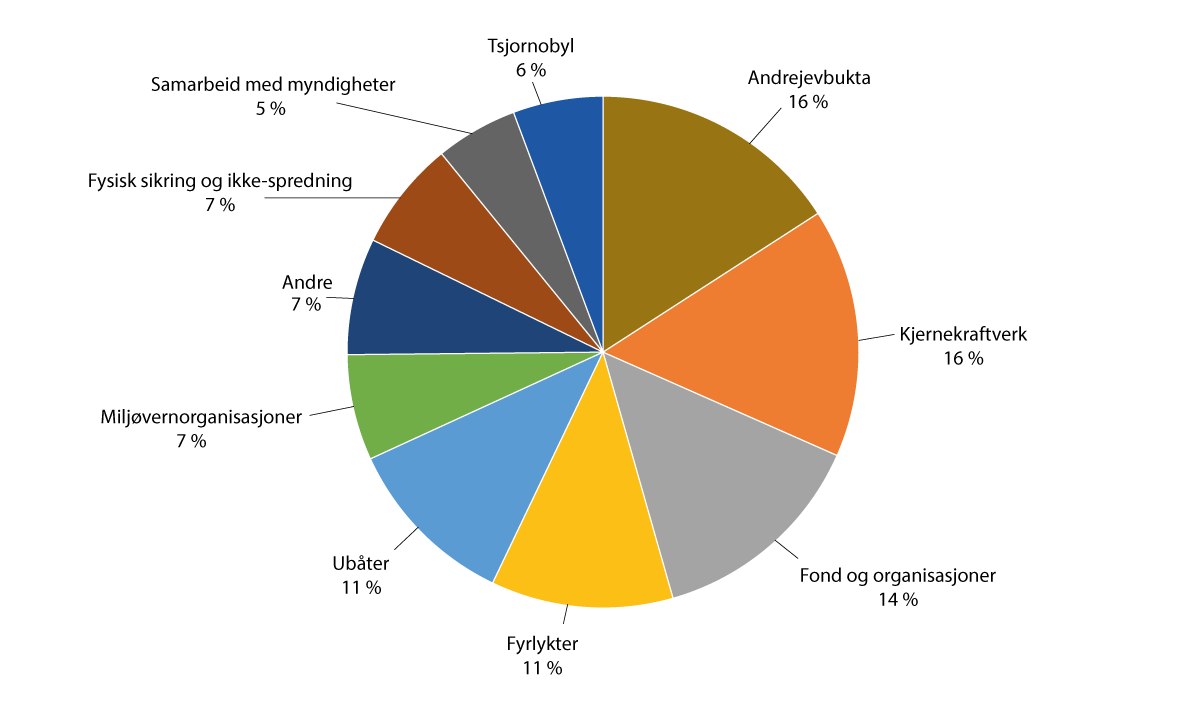 Tsjornobyl
6 %
Andrejevbukta
16 %
Kjernekraftverk
16 %
Fond og organisasjoner
14 %
Fyrlykter
11 %
Ubåter
11 %
Miljøvernorganisasjoner
7 %
Andre
7 %
Fysisk sikring og ikke-spredning
7 %
Samarbeid med myndigheter
5 %